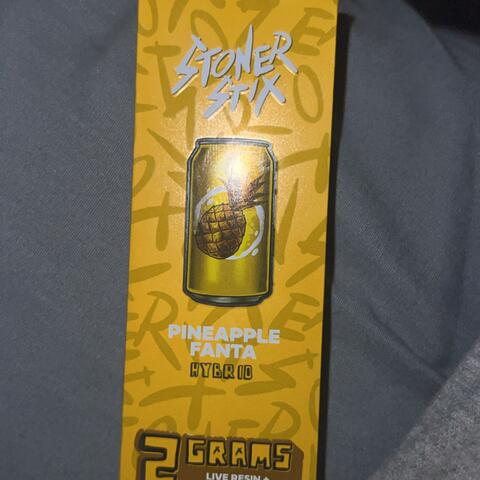 STONER
STIX
PINEAPPLE
FANTA
HYBRID
2 GRAMS
LIVE RESIN +